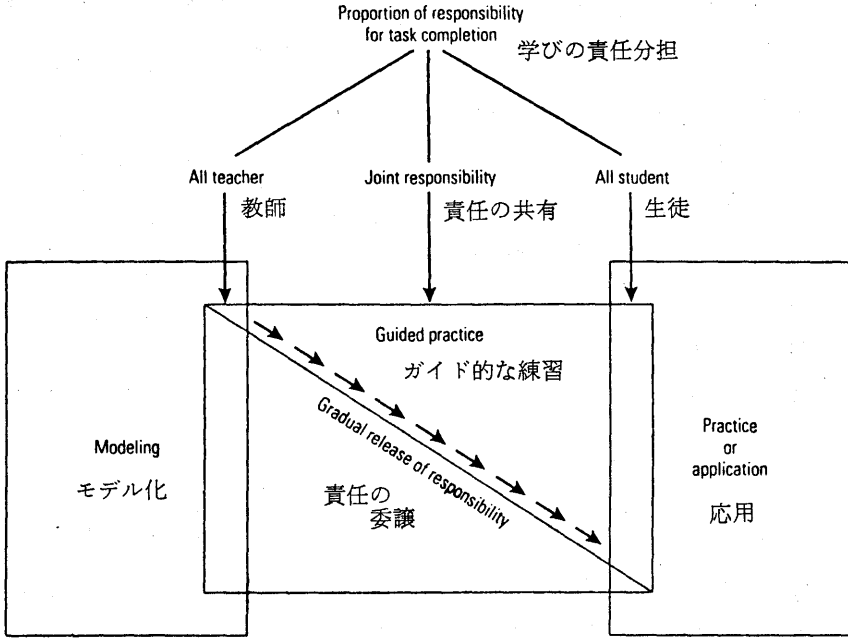 Proportion of responsibility
for task completion
学びの責任分担
All teacher
教師
Joint responsibility
責任の共有
All student
生徒
Guided practice
ガイド的な練習
Gradual release of responsibility
Modeling
モデル化
責任の
委譲
Practice
or
application
応用